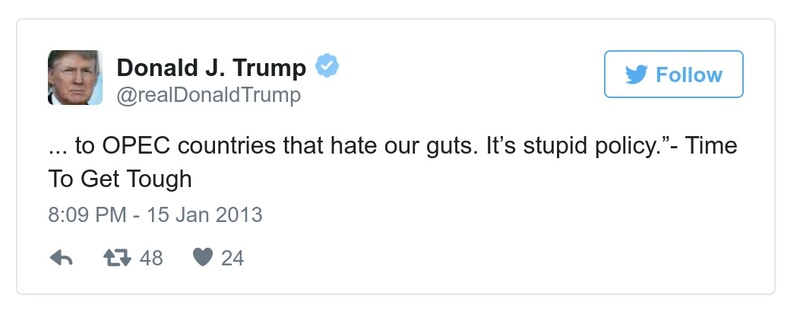 Donald J. Trump
Follow
@realDonaldTrump
... to OPEC countries that hate our guts. It’s stupid policy.”- Time
To Get Tough
8:09 PM - 15 Jan 2013
48 24